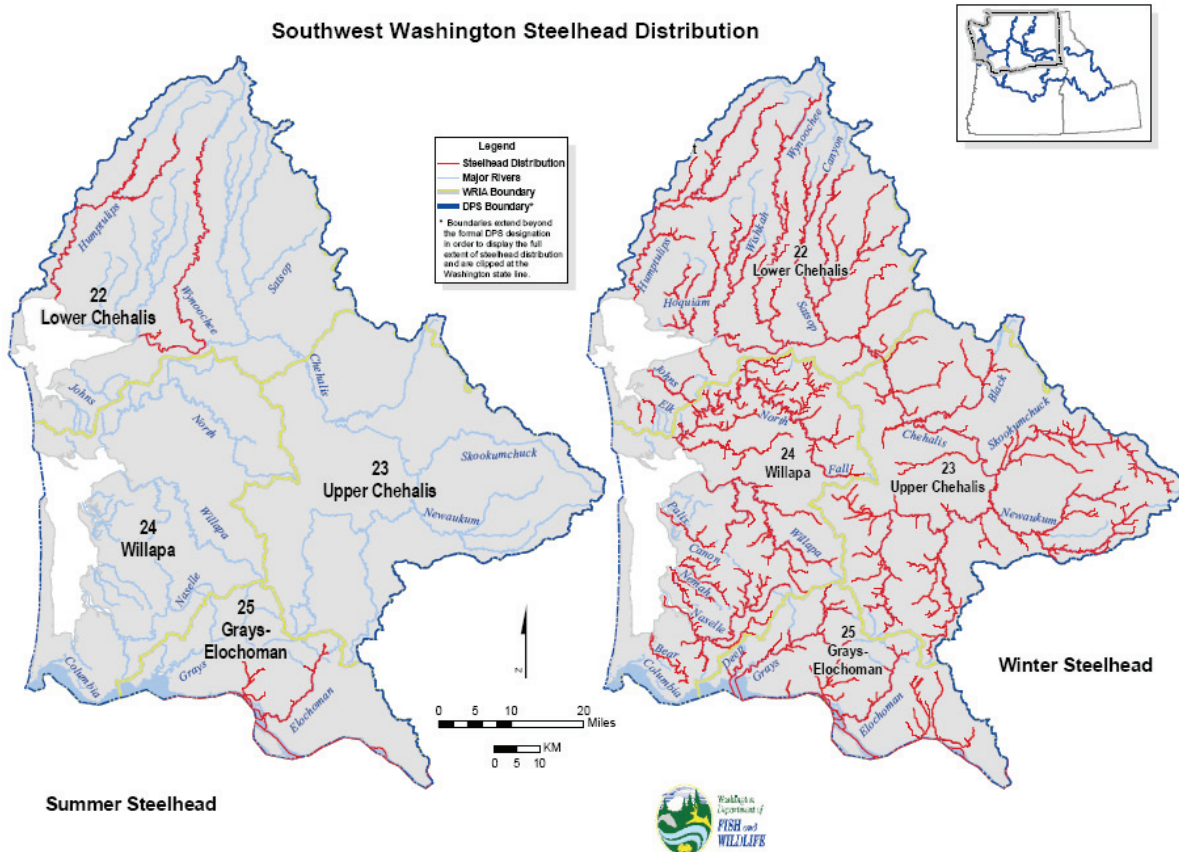 Southwest Washington Steelhead Distribution
Legend
Steelhead Distribution
Major Rivers
WRIA Boundary
DPS Boundary*
* Boundaries extend beyond
the formal DPS designation
in order to display the full
extent of steelhead distribution
and are clipped at the
Washington state line.
Humptulips
22
Lower Chehalis
Wynoochee
Satsop
Chehalis
Johns
North
Skookumchuck
23
Upper Chehalis
Newaukum
24
Willapa
Willapa
Naselle
25
Grays-
Elochoman
Columbia
Grays
Elochoman
Summer Steelhead
N
0 5 10 20
Miles
KM
0 5 10
t
Wynoochee
Canyon
Wishkah
22
Lower Chehalis
Humptulips
Hoquiam
Satsop
Johns
Elk
North
Black
Skookumchuck
Chehalis
24
Willapa
Fall
23
Upper Chehalis
Palix
Newaukum
Willapa
Canon
Nemah
Naselle
25
Grays-
Elochoman
Bear
Deep
Grays
Columbia
Elochoman
Winter Steelhead
Washington
Department of
FISH and
WILDLIFE